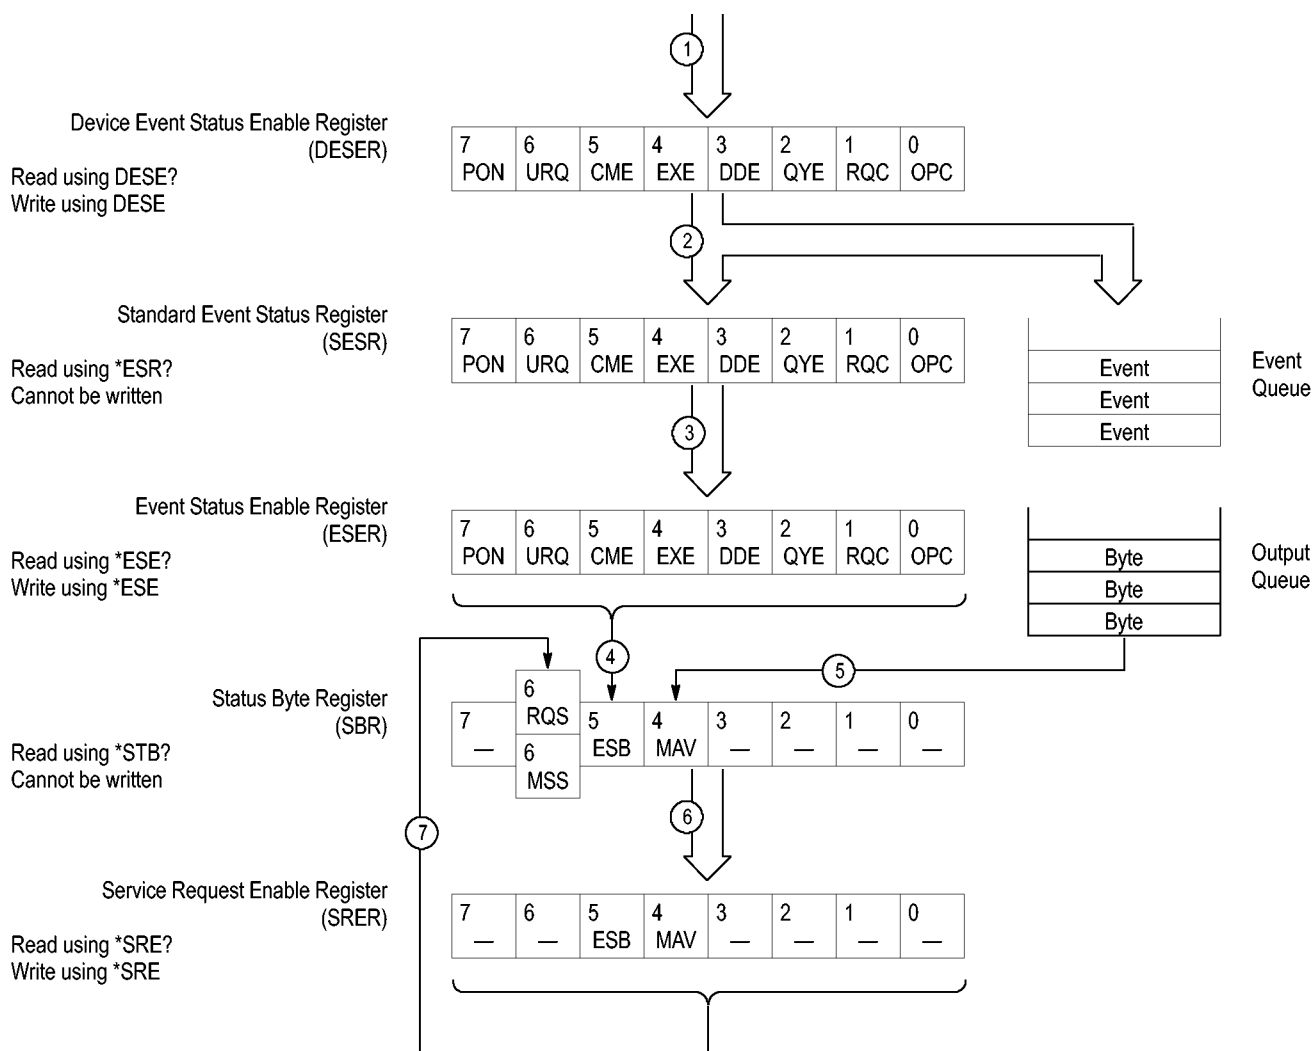 1
Device Event Status Enable Register
(DESER)
Read using DESE?
Write using DESE
7 6 5 4 3 2 1 0
PON URQ CME EXE DDE QYE RQC OPC
2
Standard Event Status Register
(SESR)
Read using *ESR?
Cannot be written
7 6 5 4 3 2 1 0
PON URQ CME EXE DDE QYE RQC OPC
Event
Event
Event
Event
Queue
3
Event Status Enable Register
(ESER)
Read using *ESE?
Write using *ESE
7 6 5 4 3 2 1 0
PON URQ CME EXE DDE QYE RQC OPC
Byte
Byte
Byte
Output
Queue
4
5
Status Byte Register
(SBR)
Read using *STB?
Cannot be written
6
RQS
7 5 4 3 2 1 0
— ESB MAV — — — —
6
MSS
6
7
Service Request Enable Register
(SRER)
Read using *SRE?
Write using *SRE
7 6 5 4 3 2 1 0
— — ESB MAV — — — —